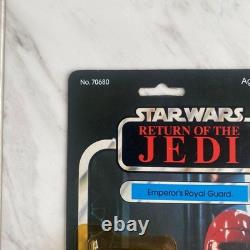 No. 70680
Ag
STAR WARS
RETURN OF THE
JEDI
Emperor's Royal Guard